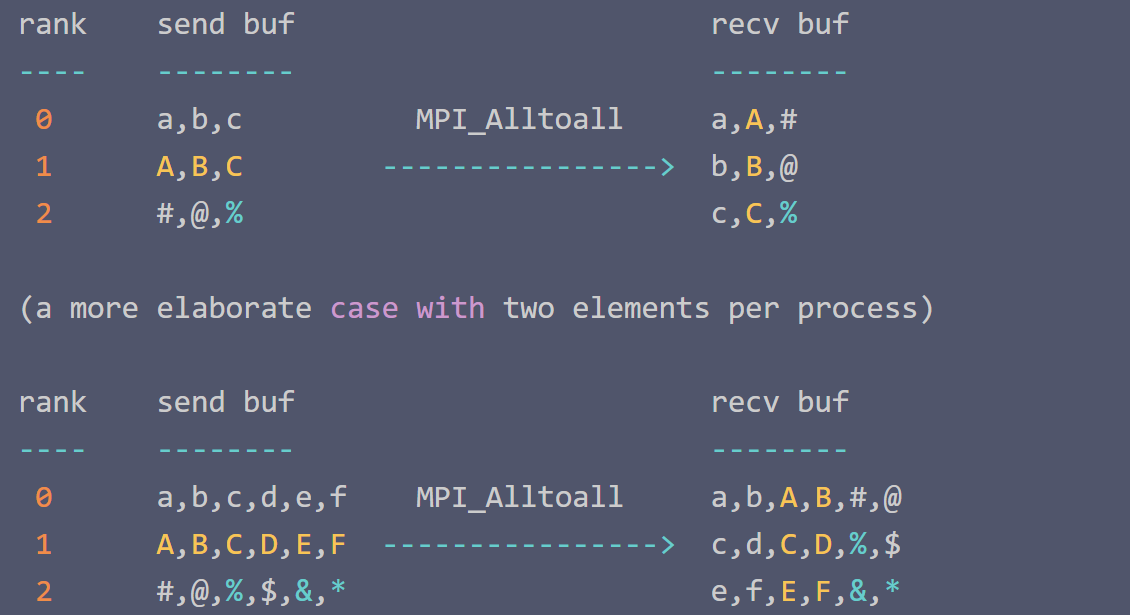 rank    send buf                        recv buf
----    --------                        --------
 0      a,b,c          MPI_Alltoall     a,A,#
 1      A,B,C        ---------------->  b,B,@
 2      #,@,%                           c,C,%
(a more elaborate case with two elements per process)
rank    send buf                        recv buf
----    --------                        --------
 0      a,b,c,d,e,f    MPI_Alltoall     a,b,A,B,#,@
 1      A,B,C,D,E,F  ---------------->  c,d,C,D,%,$
 2      #,@,%,$,&,*                     e,f,E,F,&,*